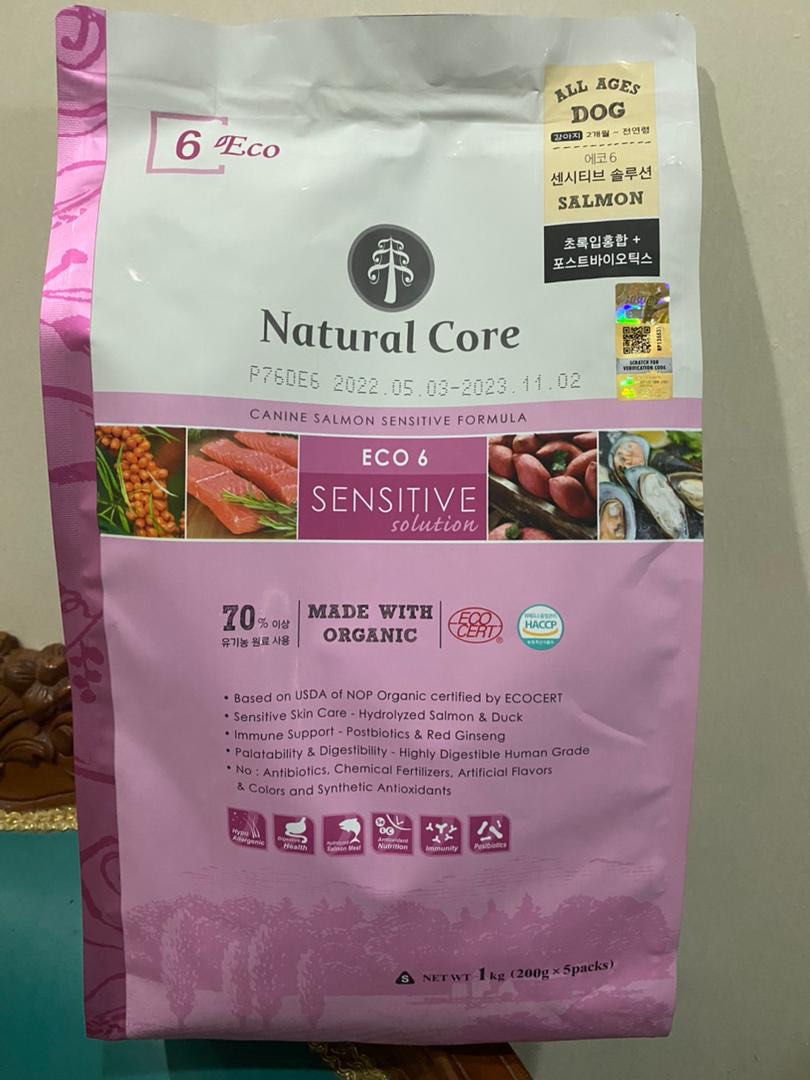 6 Eco
ALL AGES
DOG
강아지 2개월 ~ 전연령
에코 6
센시티브 솔루션
SALMON
초록입홍합 +
포스트바이오틱스
Natural Core
SCRATCH FOR
VERIFICATION CODE
P76DE6 2022.05.03-2023.11.02
CANINE SALMON SENSITIVE FORMULA
ECO 6
SENSITIVE
solution
70% 이상
유기농 원료 사용
MADE WITH
ORGANIC
ECO
CERT®
HACCP
• Based on USDA of NOP Organic certified by ECOCERT
• Sensitive Skin Care - Hydrolyzed Salmon & Duck
• Immune Support - Postbiotics & Red Ginseng
• Palatability & Digestibility - Highly Digestible Human Grade
• No : Antibiotics, Chemical Fertilizers, Artificial Flavors
& Colors and Synthetic Antioxidants
Hypo
Allergenic
Digestive
Health
Hydrolyzed
Salmon Meat
Antioxidant
Nutrition
Immunity
Postbiotics
S NET WT 1kg (200g × 5packs)